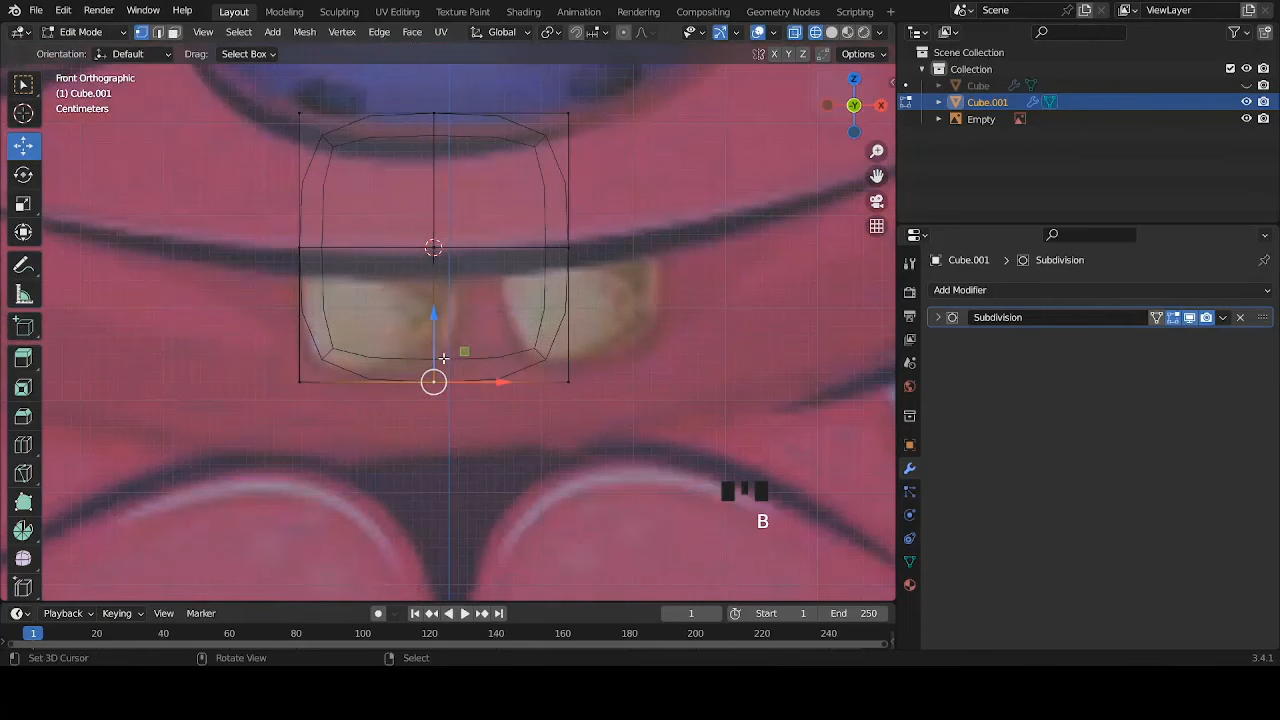 File Edit Render Window Help Layout Modeling Sculpting UV Editing Texture Paint Shading Animation Rendering Compositing Geometry Nodes Scripting + Scene ViewLayer
Edit Mode View Select Add Mesh Vertex Edge Face UV Global
Orientation: Default Drag: Select Box X Y Z Options
Front Orthographic
(1) Cube.001
Centimeters
Z
Y
X
Scene Collection
Collection
Cube
Cube.001
Empty
Cube.001 > Subdivision
Add Modifier
Subdivision
B
Playback Keying View Marker 1 Start 1 End 250
1 20 40 60 80 100 120 140 160 180 200 220 240
Set 3D Cursor Rotate View Select 3.4.1